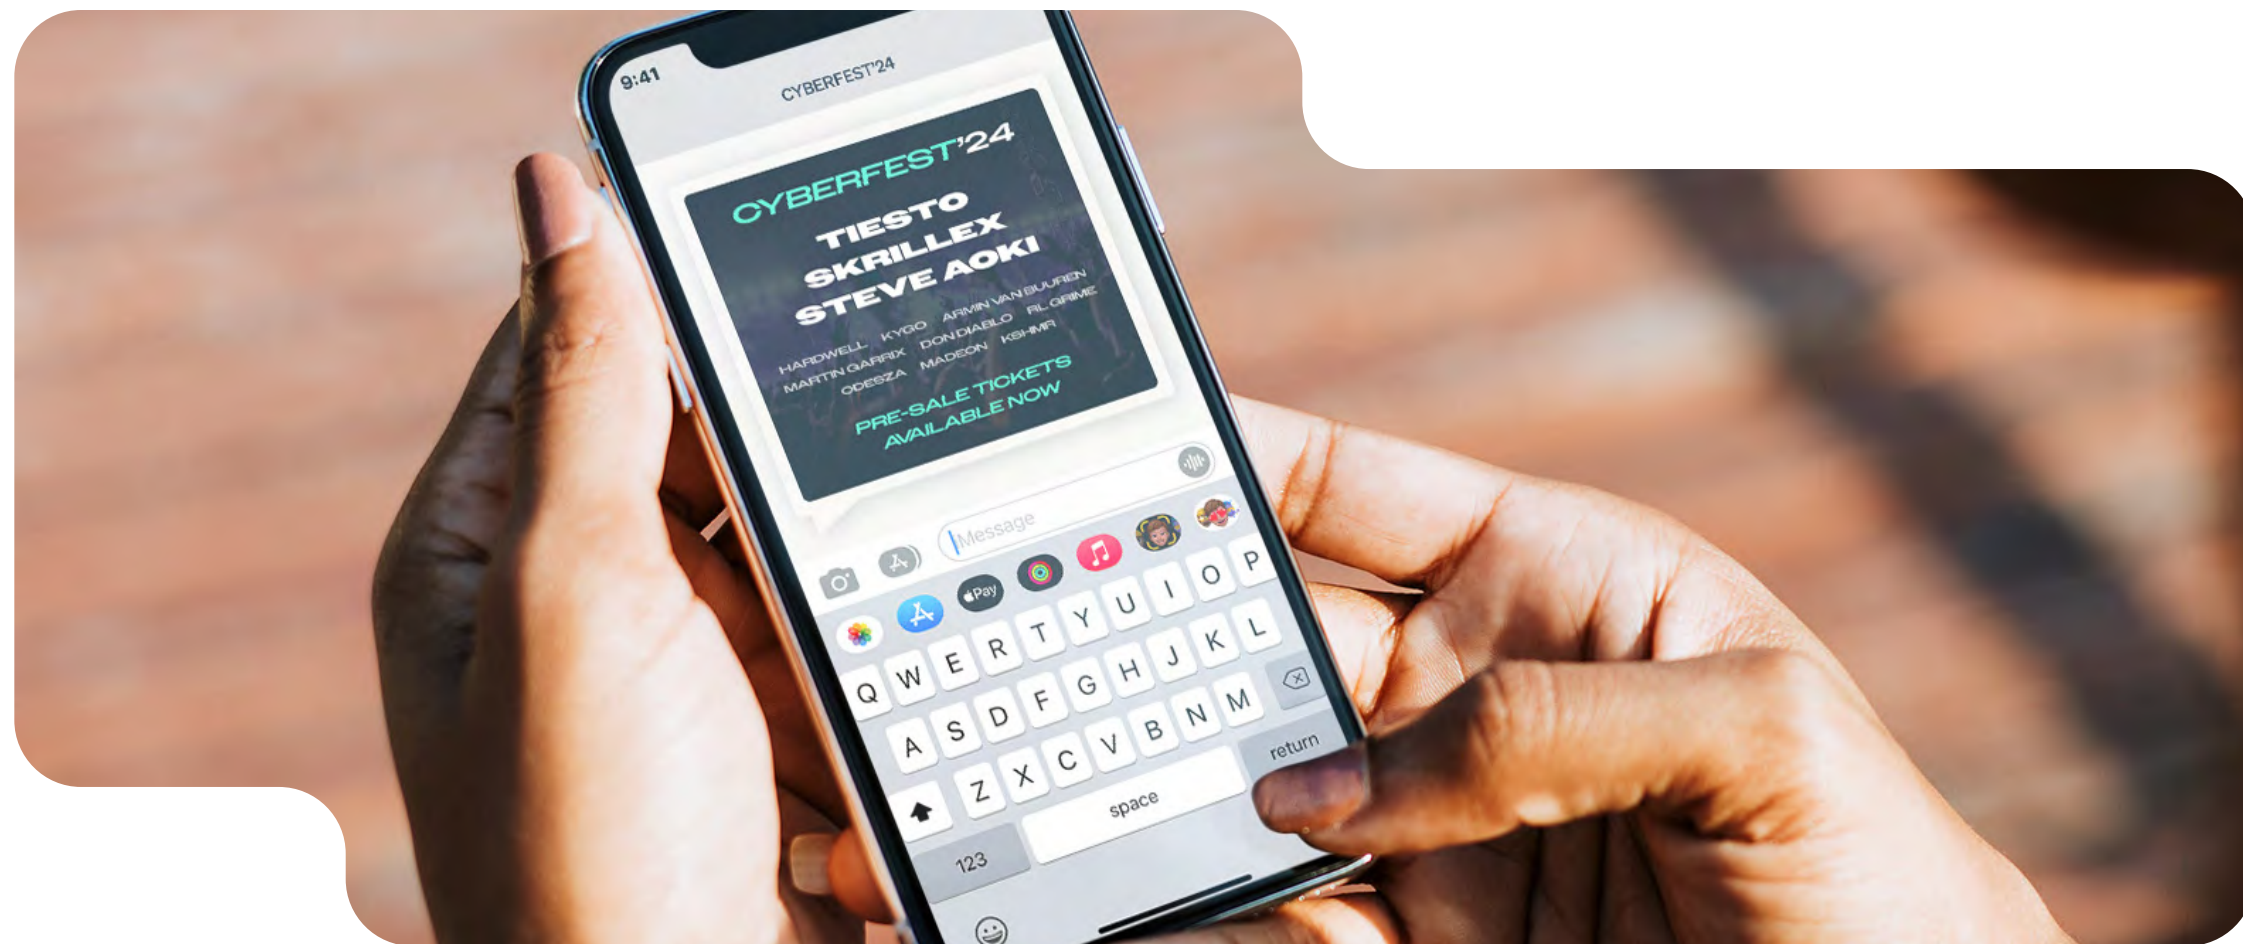 9:41
CYBERFEST'24
CYBERFEST'24
TIESTO
SKRILLEX
STEVE AOKI
HARDWELL KYGO ARMIN VAN BUUREN
MARTIN GARRIX DON DIABLO RL GRIME
ODESZA MADEON KSHMR
PRE-SALE TICKETS
AVAILABLE NOW
iMessage
Pay
Q W E R T Y U I O P
A S D F G H J K L
Z X C V B N M
123 space return